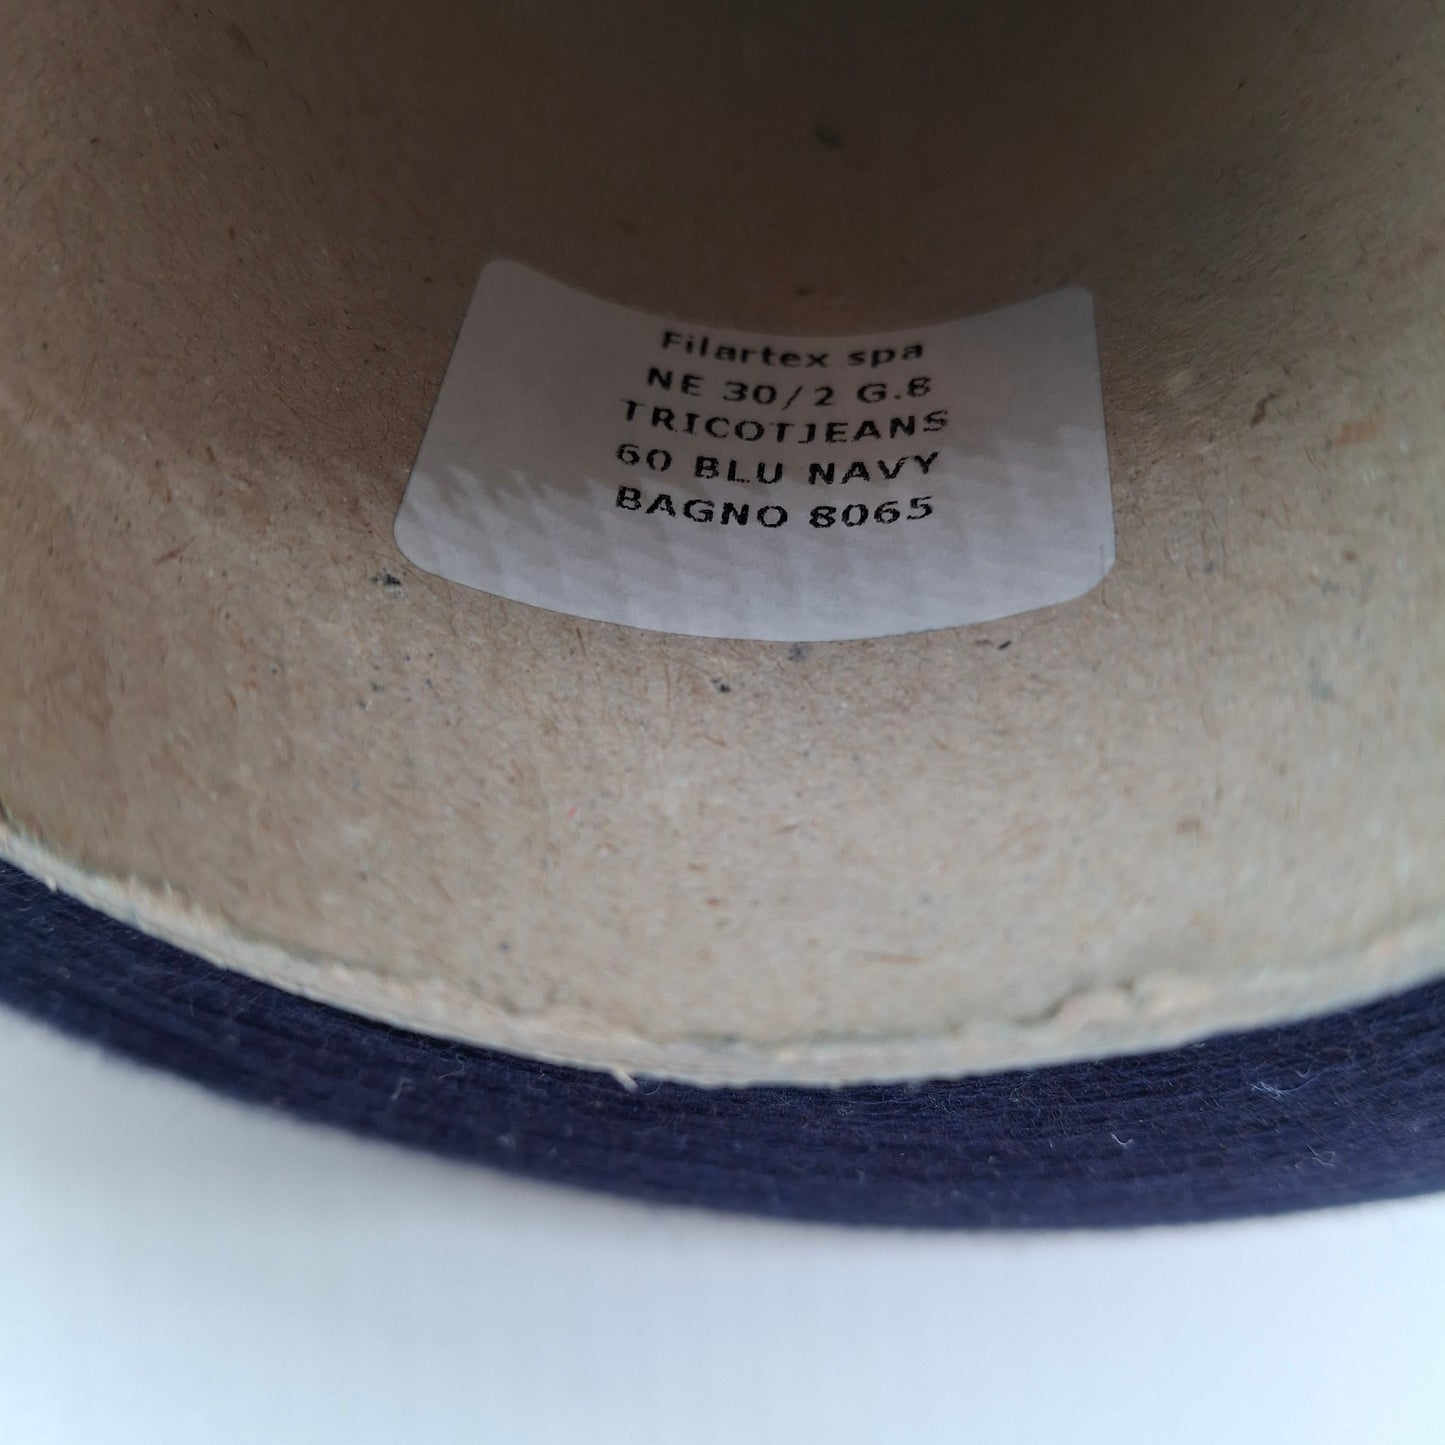 Filartex spa
NE 30/2 G.8
TRICOTJEANS
60 BLU NAVY
BAGNO 8065